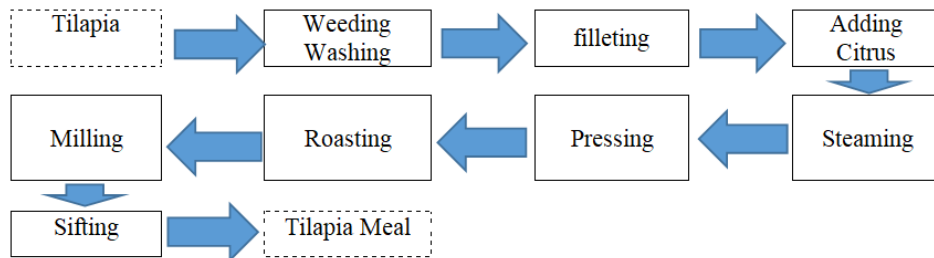 Tilapia
Weeding
Washing
filleting
Adding
Citrus
Steaming
Pressing
Roasting
Milling
Sifting
Tilapia Meal